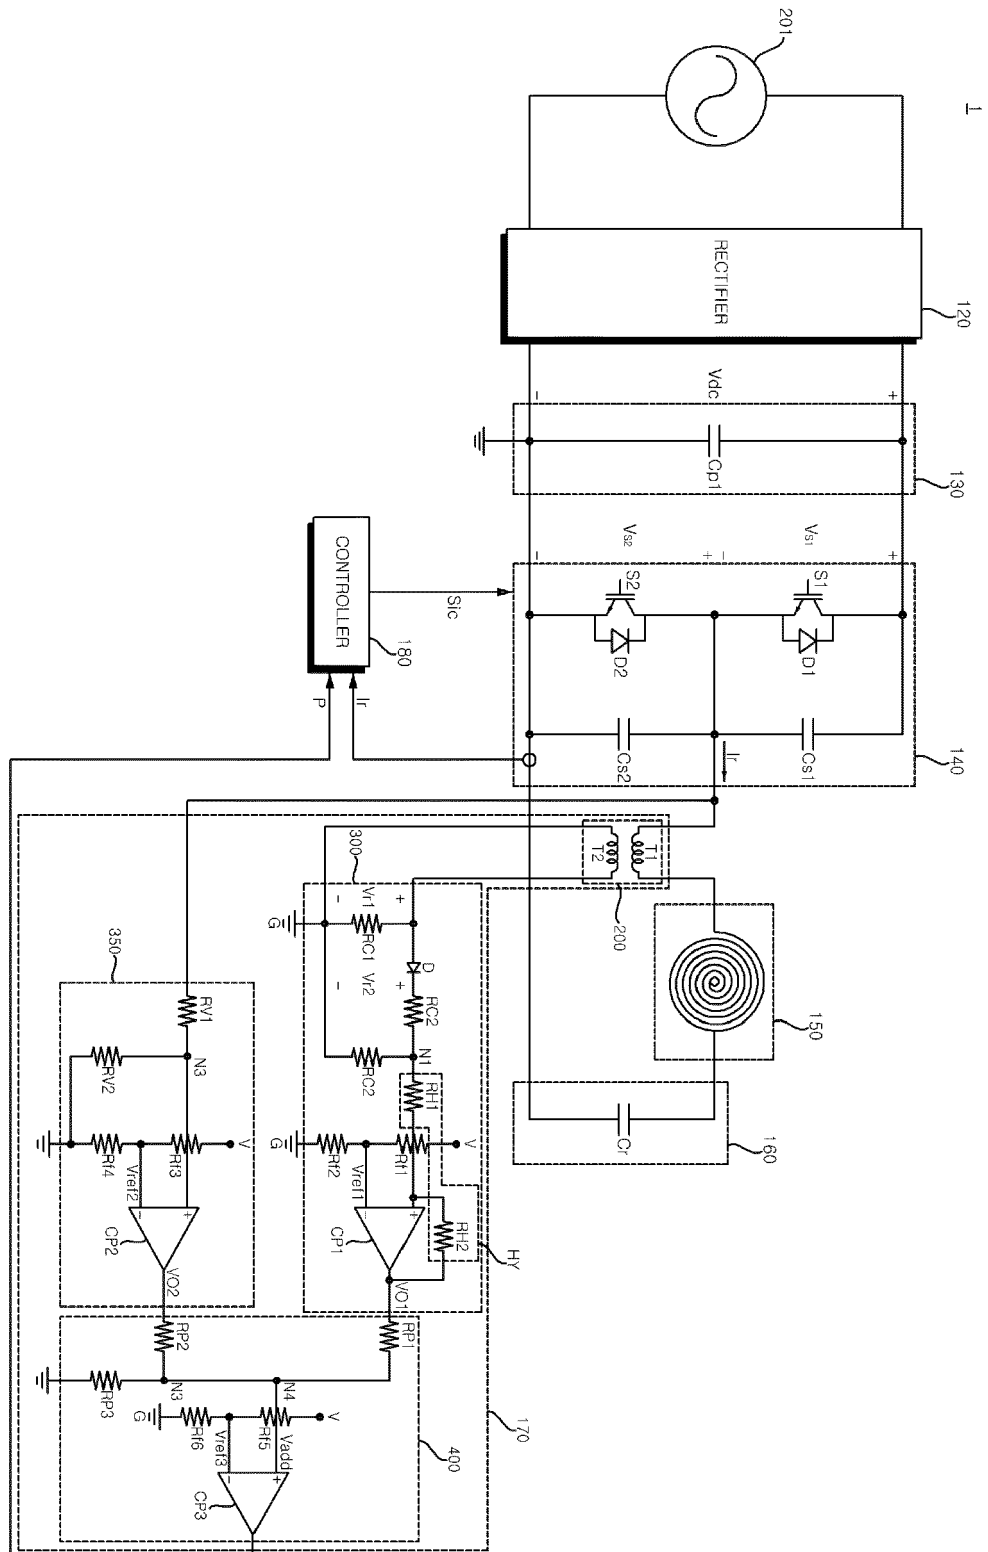 1
201
RECTIFIER
120
Vdc
+
-
Cp1
130
VS1
VS2
+
-
+
-
S1
D1
S2
D2
Cs1
Cs2
Ir
140
CONTROLLER
180
Sic
Ir
P
T1
T2
200
150
Cr
160
300
Vr1
+
-
RC1
G
D
Vr2
+
-
RC2
RC2
N1
RH1
RH2
HY
V
Rf1
Rf2
G
Vref1
+
-
CP1
VO1
350
RV1
N3
RV2
V
Rf3
Rf4
Vref2
+
-
CP2
VO2
RP1
RP2
N3
RP3
N4
V
Rf5
Rf6
G
Vadd
Vref3
+
-
CP3
400
170